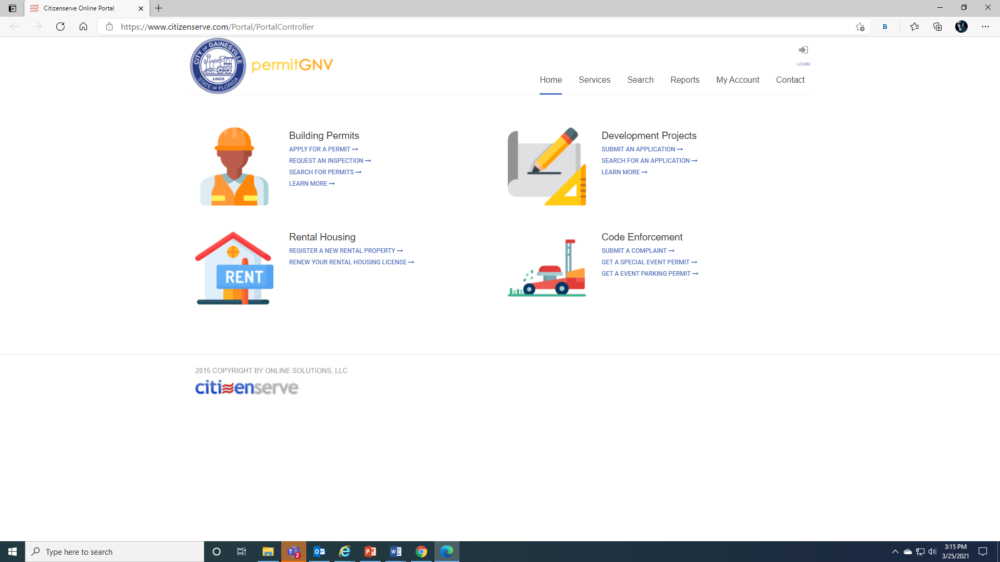 Citizenserve Online Portal
https://www.citizenserve.com/Portal/PortalController
B
CITY OF GAINESVILLE
1869
STATE OF FLORIDA
permitGNV
LOGIN
Home Services Search Reports My Account Contact
Building Permits
APPLY FOR A PERMIT
REQUEST AN INSPECTION
SEARCH FOR PERMITS
LEARN MORE
Development Projects
SUBMIT AN APPLICATION
SEARCH FOR AN APPLICATION
LEARN MORE
RENT
Rental Housing
REGISTER A NEW RENTAL PROPERTY
RENEW YOUR RENTAL HOUSING LICENSE
Code Enforcement
SUBMIT A COMPLAINT
GET A SPECIAL EVENT PERMIT
GET A EVENT PARKING PERMIT
2015 COPYRIGHT BY ONLINE SOLUTIONS, LLC
citizenserve
Type here to search
2
3:15 PM
3/25/2021